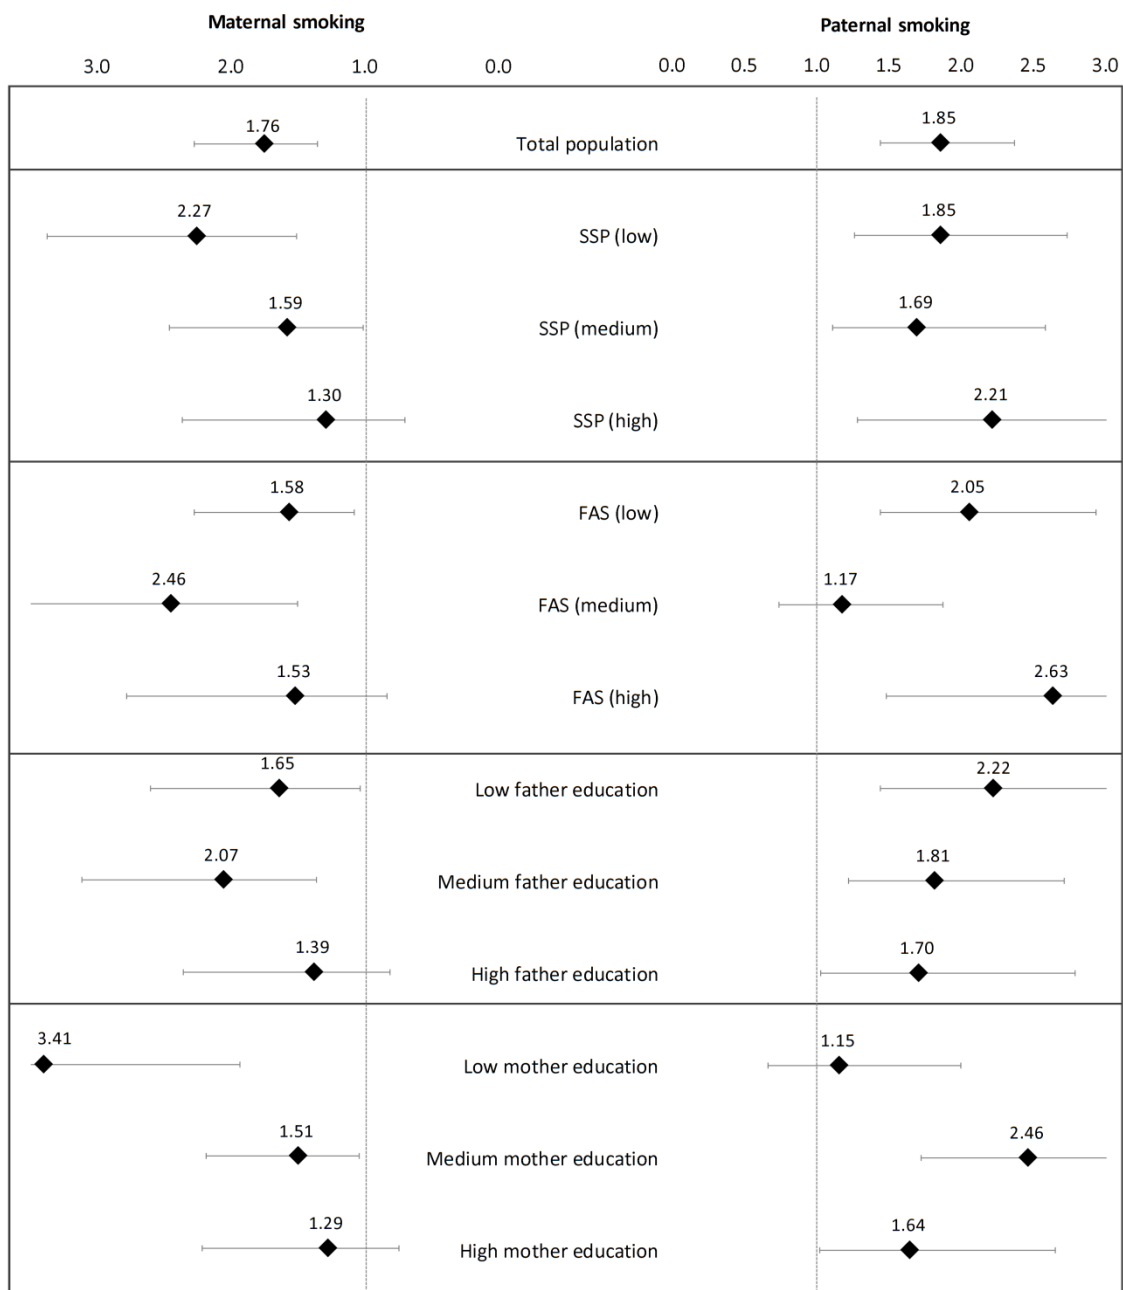 Maternal smoking Paternal smoking
3.0 2.0 1.0 0.0 0.0 0.5 1.0 1.5 2.0 2.5 3.0
1.76 Total population 1.85
2.27 SSP (low) 1.85
1.59 SSP (medium) 1.69
1.30 SSP (high) 2.21
1.58 FAS (low) 2.05
2.46 FAS (medium) 1.17
1.53 FAS (high) 2.63
1.65 Low father education 2.22
2.07 Medium father education 1.81
1.39 High father education 1.70
3.41 Low mother education 1.15
1.51 Medium mother education 2.46
1.29 High mother education 1.64